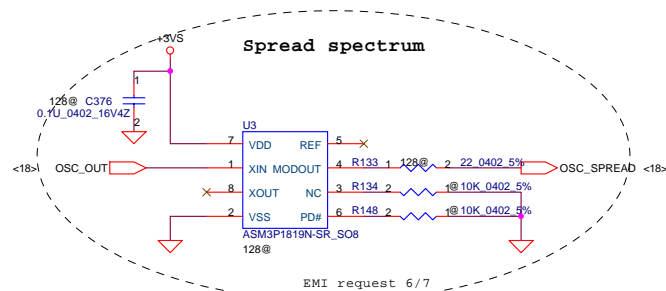 +3VS
Spread spectrum
1
128@ C376
0.1U_0402_16V4Z
2
U3
7 VDD REF 5
<18> OSC_OUT 1 XIN MODOUT 4 R133 1 128@ 2 22_0402_5% OSC_SPREAD <18>
8 XOUT NC 3 R134 2 1 @ 10K_0402_5%
2 VSS PD# 6 R148 2 1 @ 10K_0402_5%
ASM3P1819N-SR_SO8
128@
EMI request 6/7